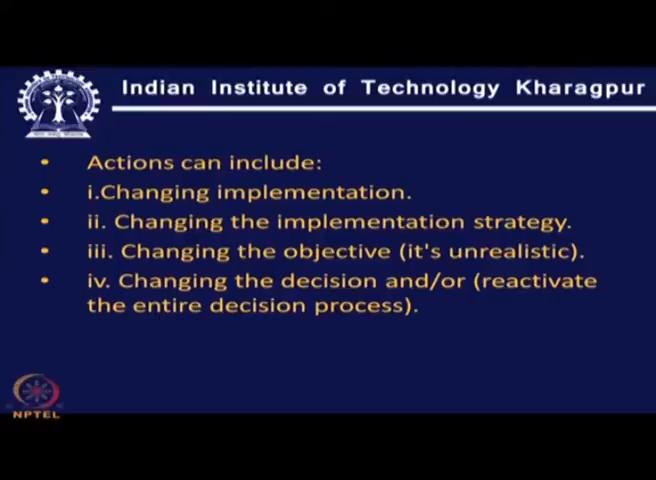 Indian Institute of Technology Kharagpur
• Actions can include:
• i.Changing implementation.
• ii. Changing the implementation strategy.
• iii. Changing the objective (it's unrealistic).
• iv. Changing the decision and/or (reactivate
the entire decision process).
NPTEL